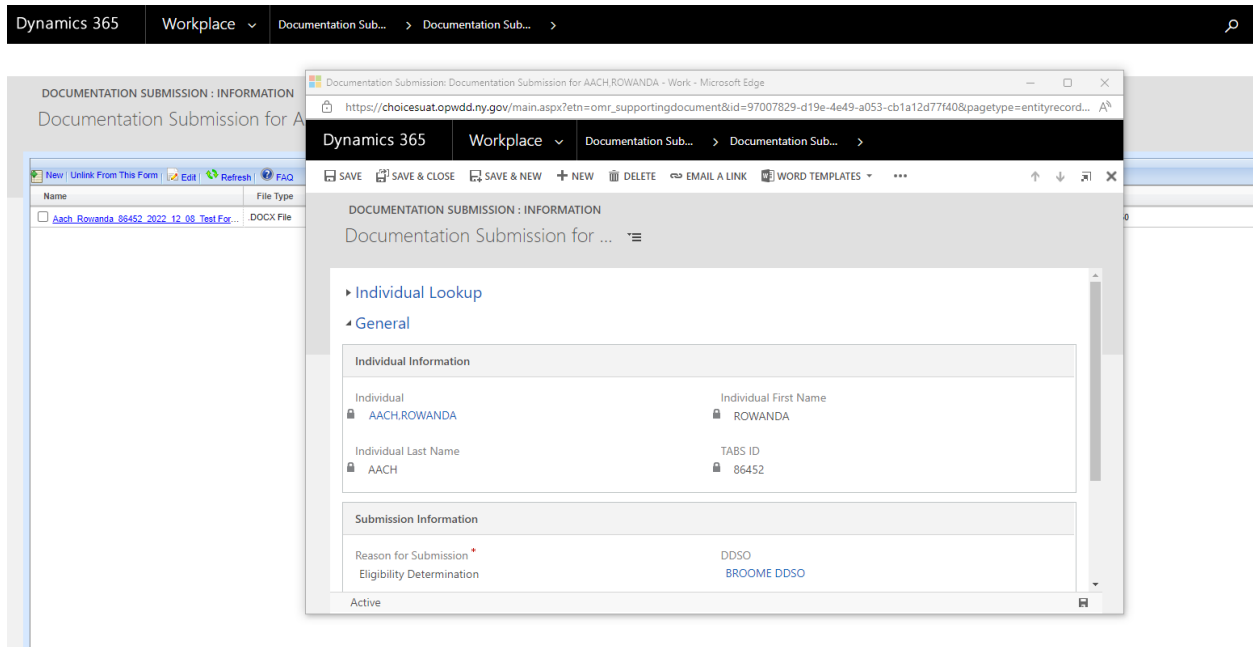 Dynamics 365 Workplace Documentation Sub... > Documentation Sub... >
DOCUMENTATION SUBMISSION : INFORMATION
Documentation Submission for A
New | Unlink From This Form | Edit | Refresh | FAQ
Name File Type
Aach_Rowanda_86452_2022_12_08_Test For... .DOCX File
Documentation Submission: Documentation Submission for AACH,ROWANDA - Work - Microsoft Edge
https://choicesuat.opwdd.ny.gov/main.aspx?etn=omr_supportingdocument&id=97007829-d19e-4e49-a053-cb1a12d77f40&pagetype=entityrecord...
Dynamics 365 Workplace Documentation Sub... > Documentation Sub... >
SAVE SAVE & CLOSE SAVE & NEW NEW DELETE EMAIL A LINK WORD TEMPLATES ...
DOCUMENTATION SUBMISSION : INFORMATION
Documentation Submission for ...
Individual Lookup
General
Individual Information
Individual Individual First Name
AACH,ROWANDA ROWANDA
Individual Last Name TABS ID
AACH 86452
Submission Information
Reason for Submission * DDSO
Eligibility Determination BROOME DDSO
Active